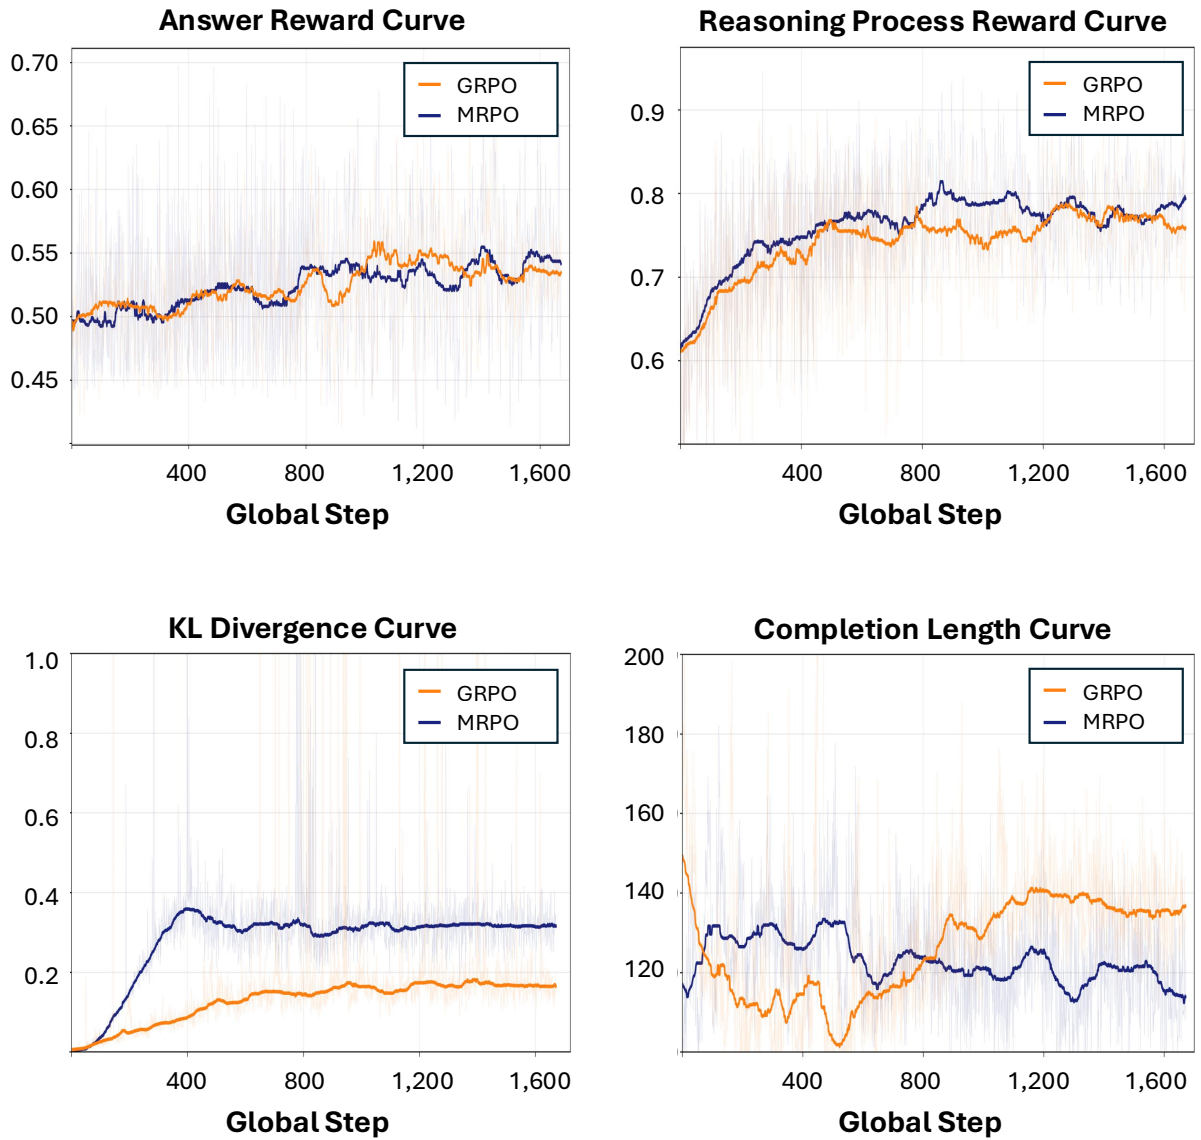 Answer Reward Curve
0.70
0.65
0.60
0.55
0.50
0.45
GRPO
MRPO
400
800
1,200
1,600
Global Step
Reasoning Process Reward Curve
0.9
0.8
0.7
0.6
GRPO
MRPO
400
800
1,200
1,600
Global Step
KL Divergence Curve
1.0
0.8
0.6
0.4
0.2
GRPO
MRPO
400
800
1,200
1,600
Global Step
Completion Length Curve
200
180
160
140
120
GRPO
MRPO
400
800
1,200
1,600
Global Step